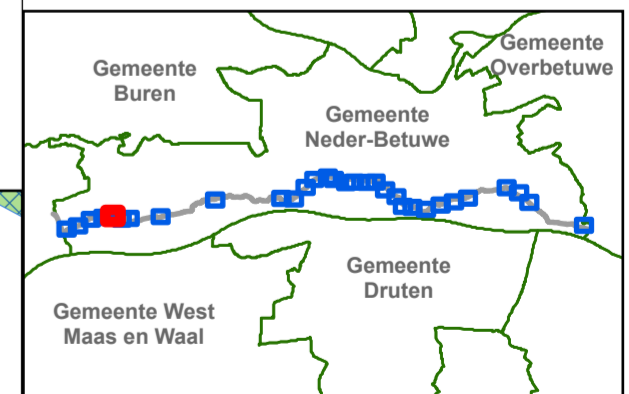 Gemeente
Overbetuwe
Gemeente
Buren
Gemeente
Neder-Betuwe
Gemeente
Druten
Gemeente West
Maas en Waal